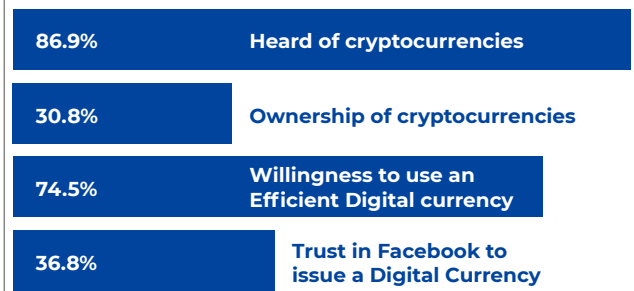 86.9% Heard of cryptocurrencies
30.8% Ownership of cryptocurrencies
74.5% Willingness to use an
Efficient Digital currency
36.8% Trust in Facebook to
issue a Digital Currency